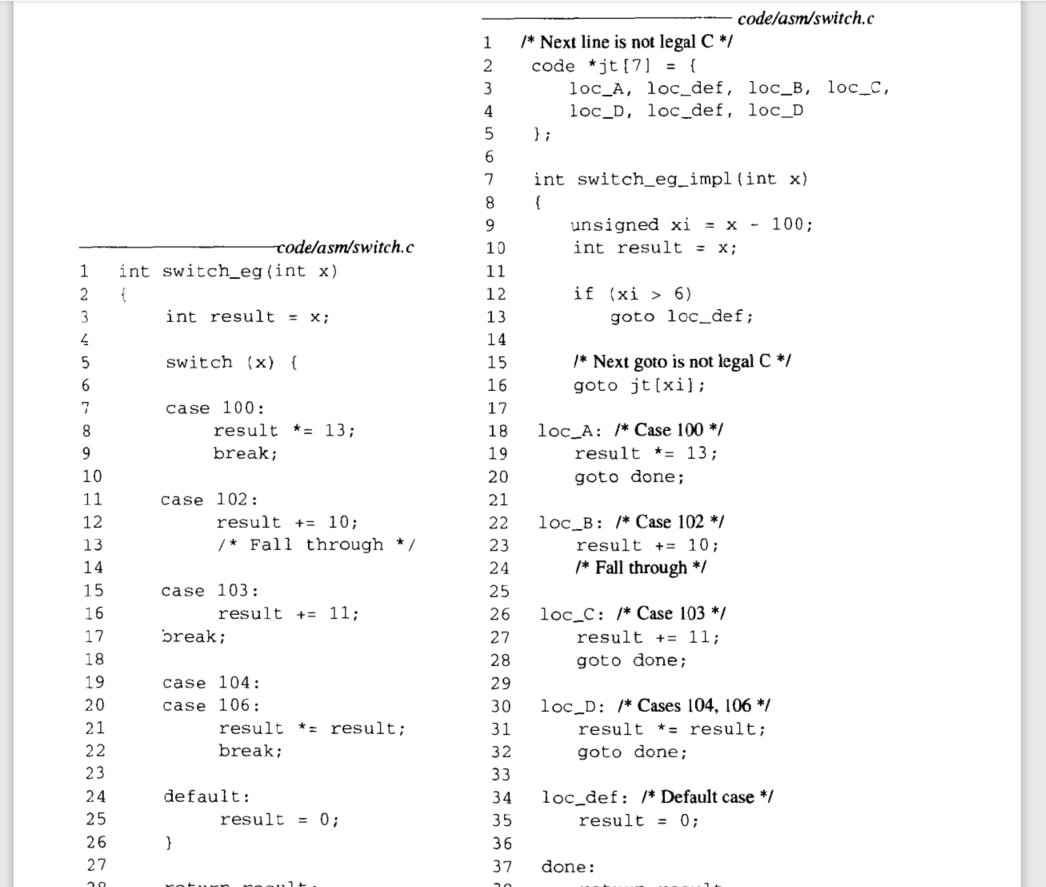 code/asm/switch.c
1 int switch_eg(int x)
2 {
3 int result = x;
4
5 switch (x) {
6
7 case 100:
8 result *= 13;
9 break;
10
11 case 102:
12 result += 10;
13 /* Fall through */
14
15 case 103:
16 result += 11;
17 break;
18
19 case 104:
20 case 106:
21 result *= result;
22 break;
23
24 default:
25 result = 0;
26 }
27
code/asm/switch.c
1 /* Next line is not legal C */
2 code *jt[7] = {
3 loc_A, loc_def, loc_B, loc_C,
4 loc_D, loc_def, loc_D
5 };
6
7 int switch_eg_impl(int x)
8 {
9 unsigned xi = x - 100;
10 int result = x;
11
12 if (xi > 6)
13 goto loc_def;
14
15 /* Next goto is not legal C */
16 goto jt[xi];
17
18 loc_A: /* Case 100 */
19 result *= 13;
20 goto done;
21
22 loc_B: /* Case 102 */
23 result += 10;
24 /* Fall through */
25
26 loc_C: /* Case 103 */
27 result += 11;
28 goto done;
29
30 loc_D: /* Cases 104, 106 */
31 result *= result;
32 goto done;
33
34 loc_def: /* Default case */
35 result = 0;
36
37 done: